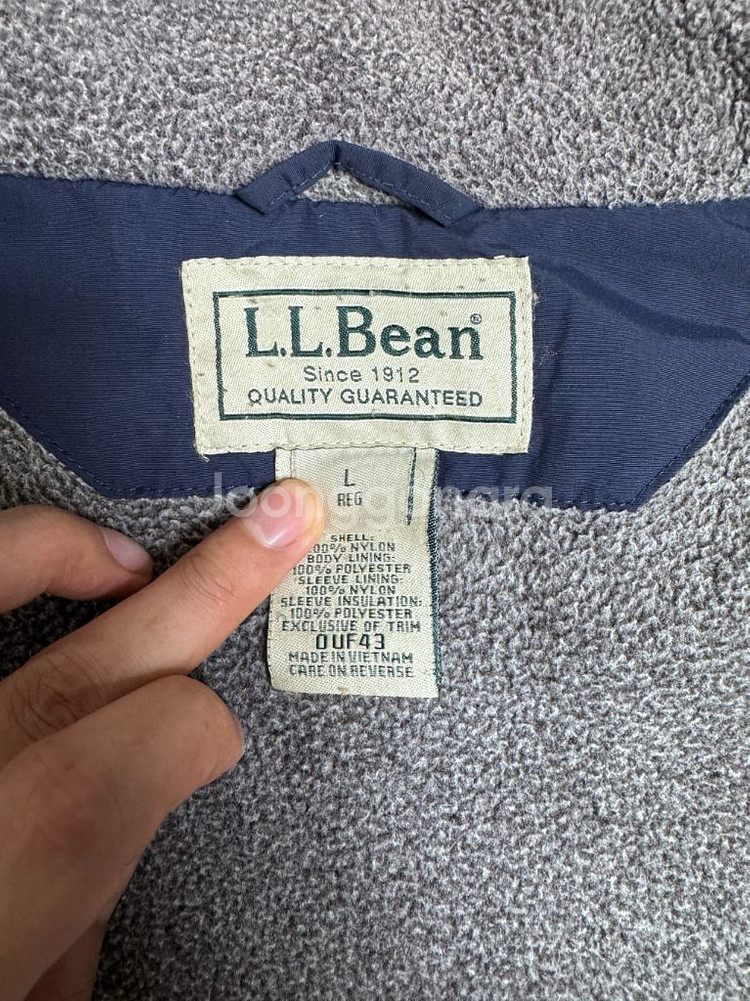 L.L.Bean®
Since 1912
QUALITY GUARANTEED
L
REG
SHELL:
100% NYLON
BODY LINING:
100% POLYESTER
SLEEVE LINING:
100% NYLON
SLEEVE INSULATION:
100% POLYESTER
EXCLUSIVE OF TRIM
0UF43
MADE IN VIETNAM
CARE ON REVERSE